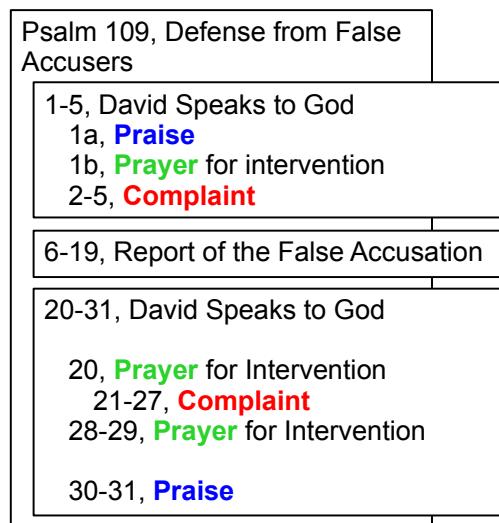 Psalm 109, Defense from False
Accusers
1-5, David Speaks to God
1a, Praise
1b, Prayer for intervention
2-5, Complaint
6-19, Report of the False Accusation
20-31, David Speaks to God
20, Prayer for Intervention
21-27, Complaint
28-29, Prayer for Intervention
30-31, Praise